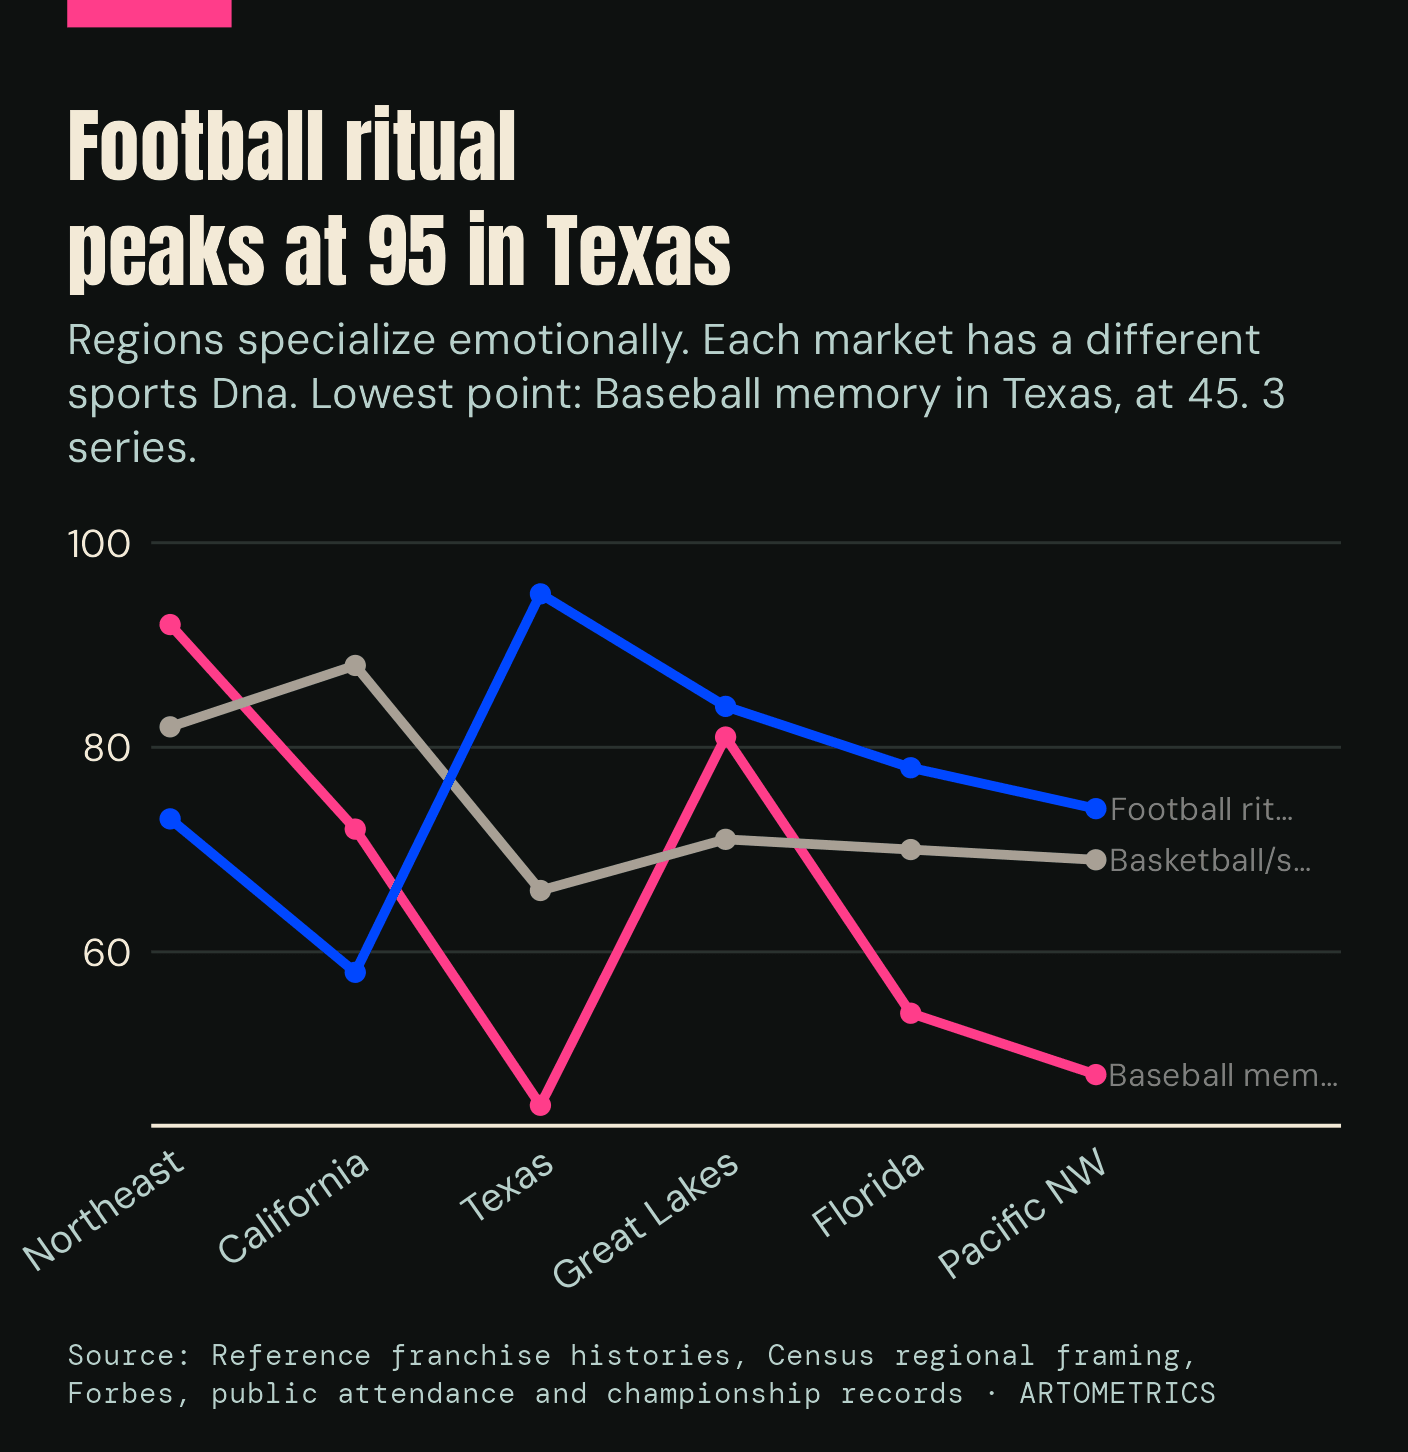 Football ritual
peaks at 95 in Texas
Regions specialize emotionally. Each market has a different
sports Dna. Lowest point: Baseball memory in Texas, at 45. 3
series.
100
80
60
Football rit…
Basketball/s…
Baseball mem…
Northeast
California
Texas
Great Lakes
Florida
Pacific NW
Source: Reference franchise histories, Census regional framing,
Forbes, public attendance and championship records · ARTOMETRICS